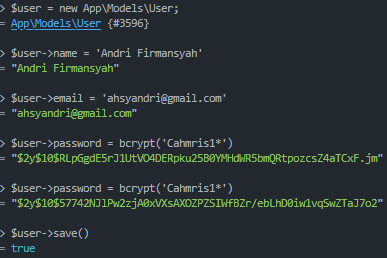 > $user = new App\Models\User;
= App\Models\User {#3596}
> $user->name = 'Andri Firmansyah'
= "Andri Firmansyah"
> $user->email = 'ahsyandri@gmail.com'
= "ahsyandri@gmail.com"
> $user->password = bcrypt('Cahmris1*')
= "$2y$10$RLpGgdE5rJ1UtVO4DERpku25B0YMHdWR5bmQRtpozcsZ4aTCxF.jm"
> $user->password = bcrypt('Cahmris1*')
= "$2y$10$57742NJlPw2zjA0xVXsAXOZPZSIWfBZr/ebLhD0iw1vqSwZTaJ7o2"
> $user->save()
= true